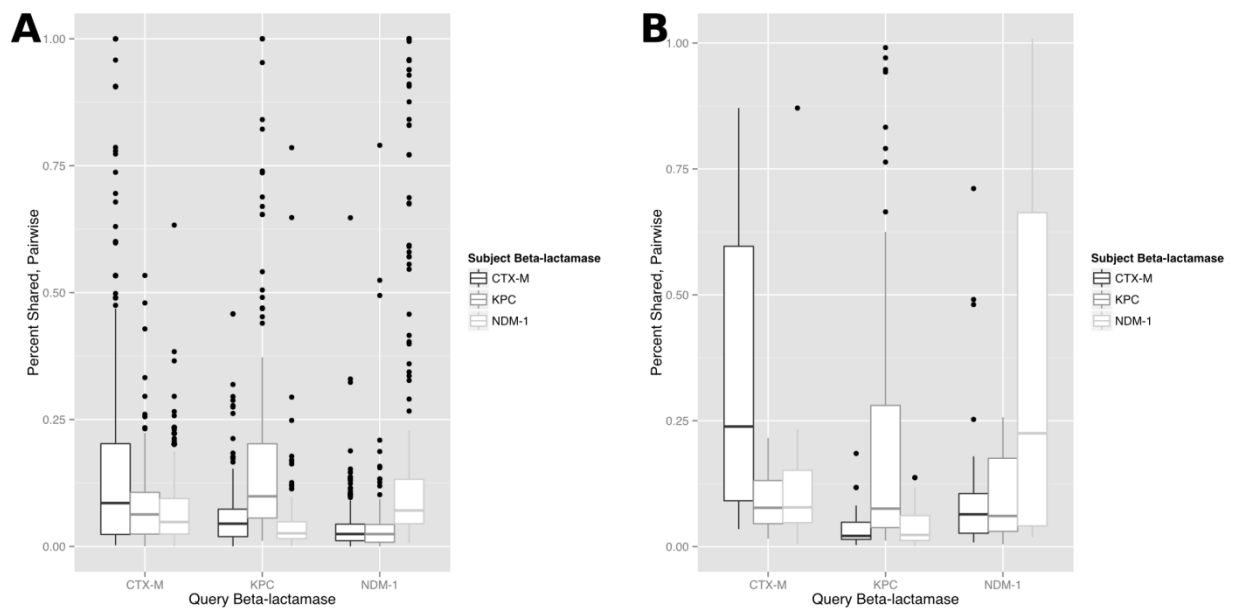 A
1.00
0.75
0.50
0.25
0.00
Percent Shared, Pairwise
CTX-M
KPC
NDM-1
Query Beta-lactamase
Subject Beta-lactamase
CTX-M
KPC
NDM-1
B
1.00
0.75
0.50
0.25
0.00
Percent Shared, Pairwise
CTX-M
KPC
NDM-1
Query Beta-lactamase
Subject Beta-lactamase
CTX-M
KPC
NDM-1